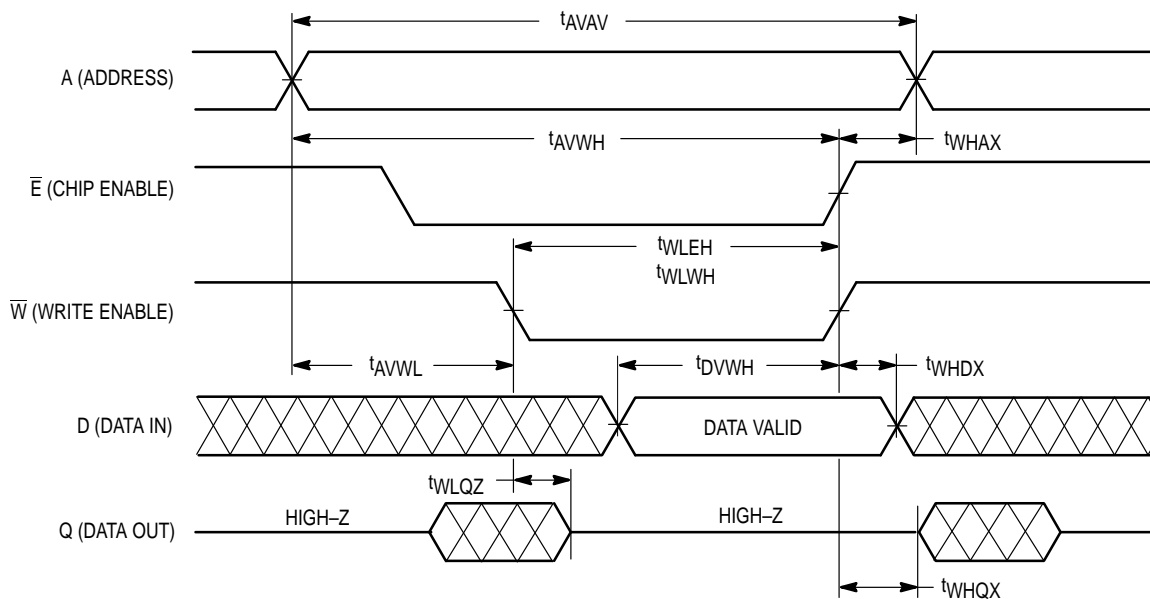 tAVAV
A (ADDRESS)
tAVWH
tWHAX
E̅ (CHIP ENABLE)
tWLEH
tWLWH
W̅ (WRITE ENABLE)
tAVWL
tDVWH
tWHDX
D (DATA IN)
DATA VALID
tWLQZ
Q (DATA OUT)
HIGH–Z
HIGH–Z
tWHQX